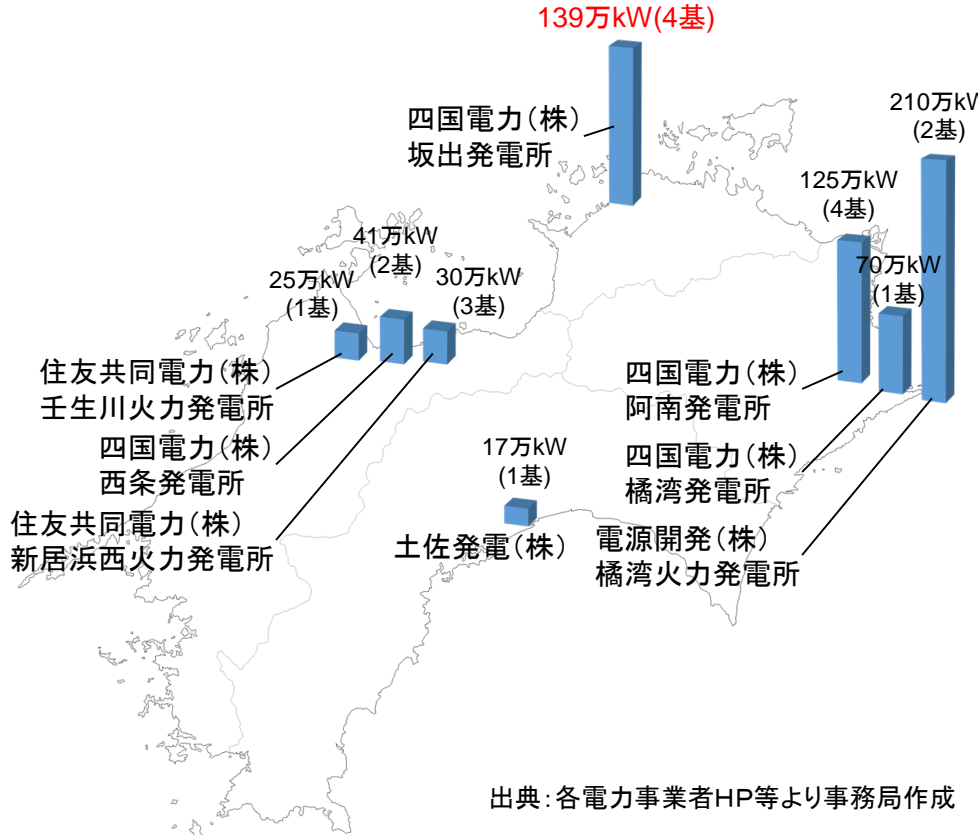 139万kW(4基)
四国電力(株)
坂出発電所
210万kW
(2基)
125万kW
(4基)
70万kW
(1基)
41万kW
(2基)
25万kW
(1基)
30万kW
(3基)
住友共同電力(株)
壬生川火力発電所
四国電力(株)
西条発電所
住友共同電力(株)
新居浜西火力発電所
17万kW
(1基)
土佐発電(株)
四国電力(株)
阿南発電所
四国電力(株)
橘湾発電所
電源開発(株)
橘湾火力発電所
出典:各電力事業者HP等より事務局作成